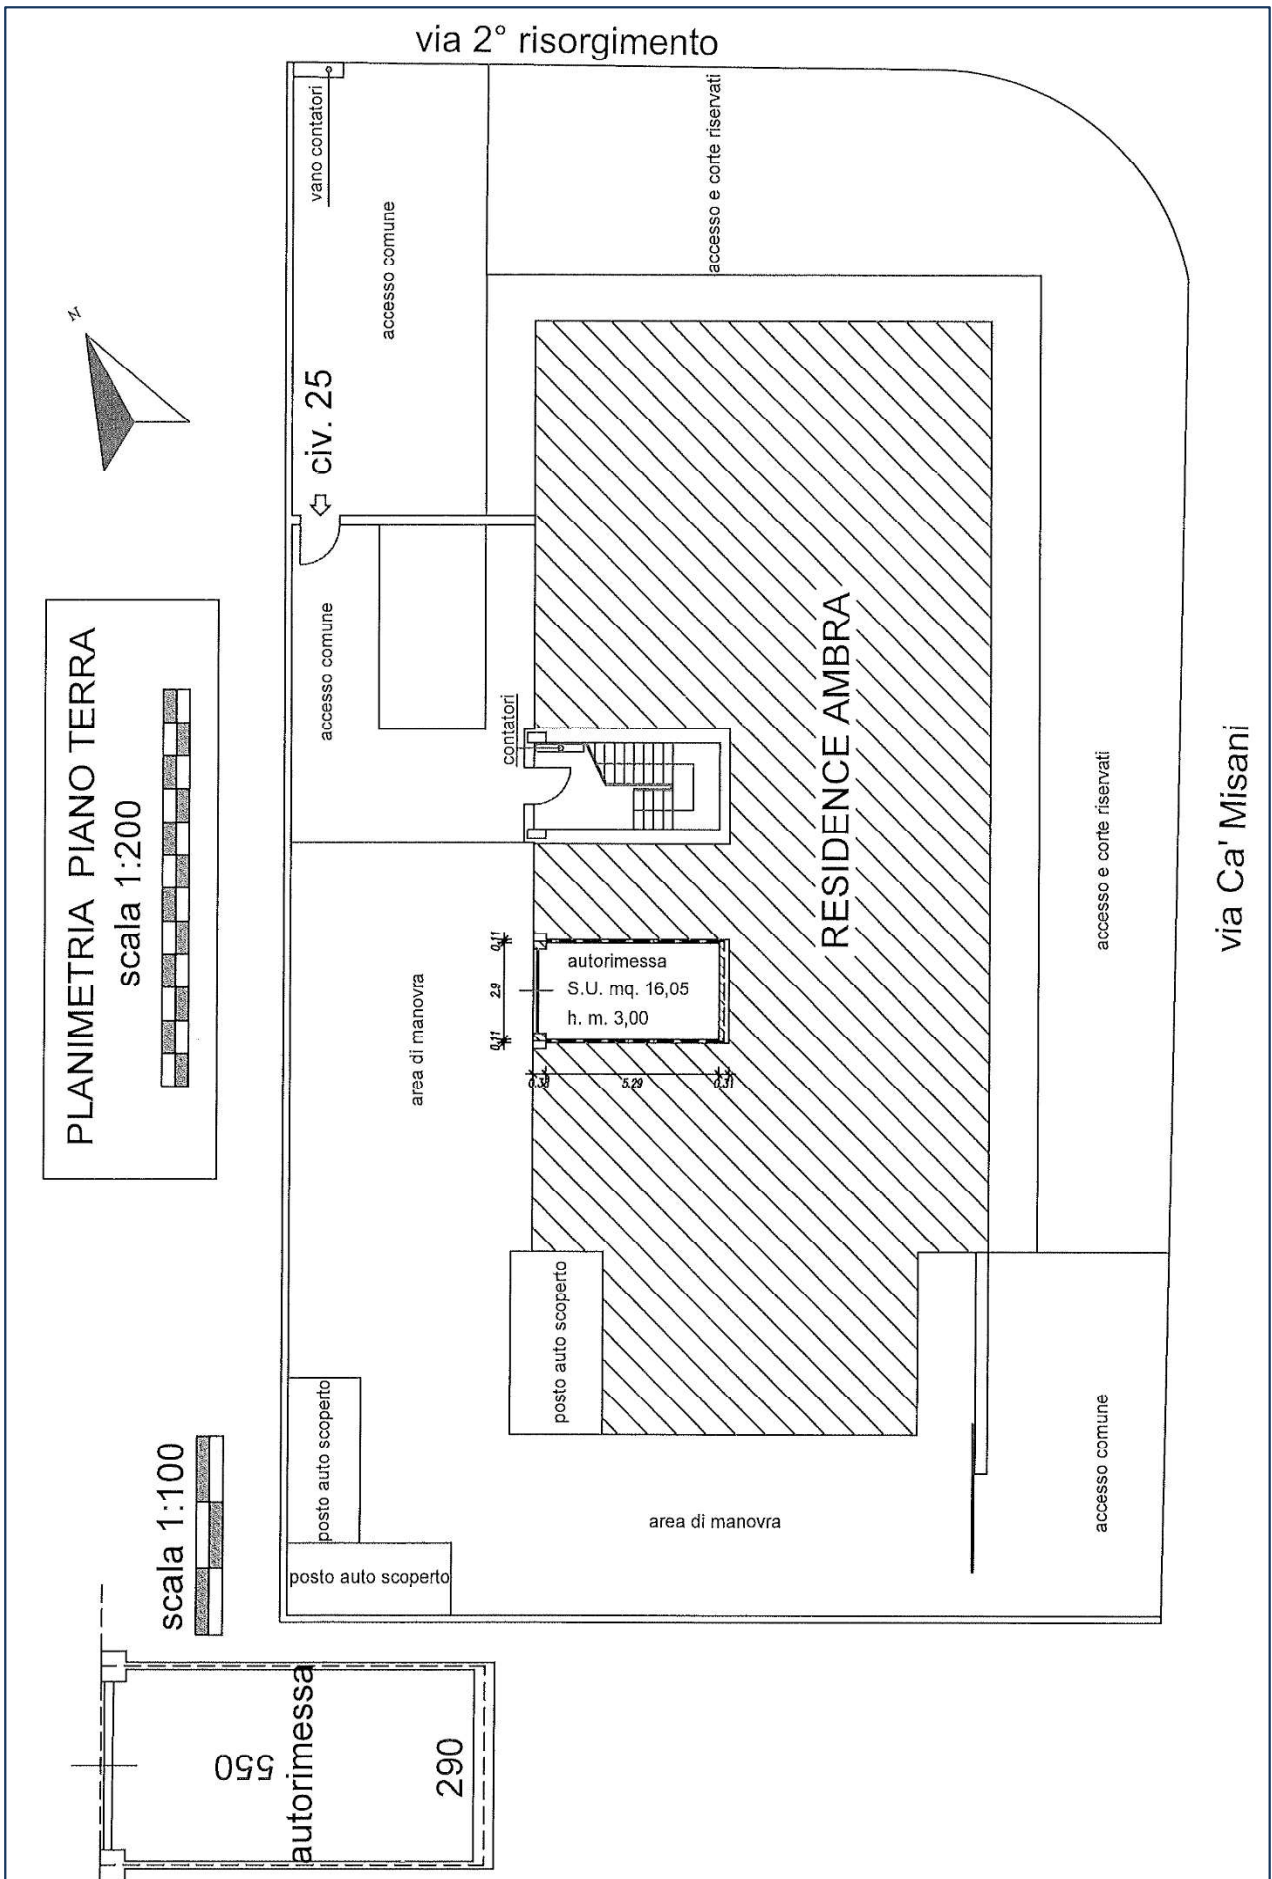 via 2° risorgimento
vano contatori
accesso comune
accesso e corte riservati
N
civ. 25
PLANIMETRIA PIANO TERRA
scala 1:200
accesso comune
contatori
RESIDENCE AMBRA
autorimessa
S.U. mq. 16,05
h. m. 3,00
0.11
2.9
0.11
0.38
5.29
0.31
area di manovra
accesso e corte riservati
via Ca' Misani
posto auto scoperto
posto auto scoperto
posto auto scoperto
area di manovra
accesso comune
scala 1:100
550
autorimessa
290